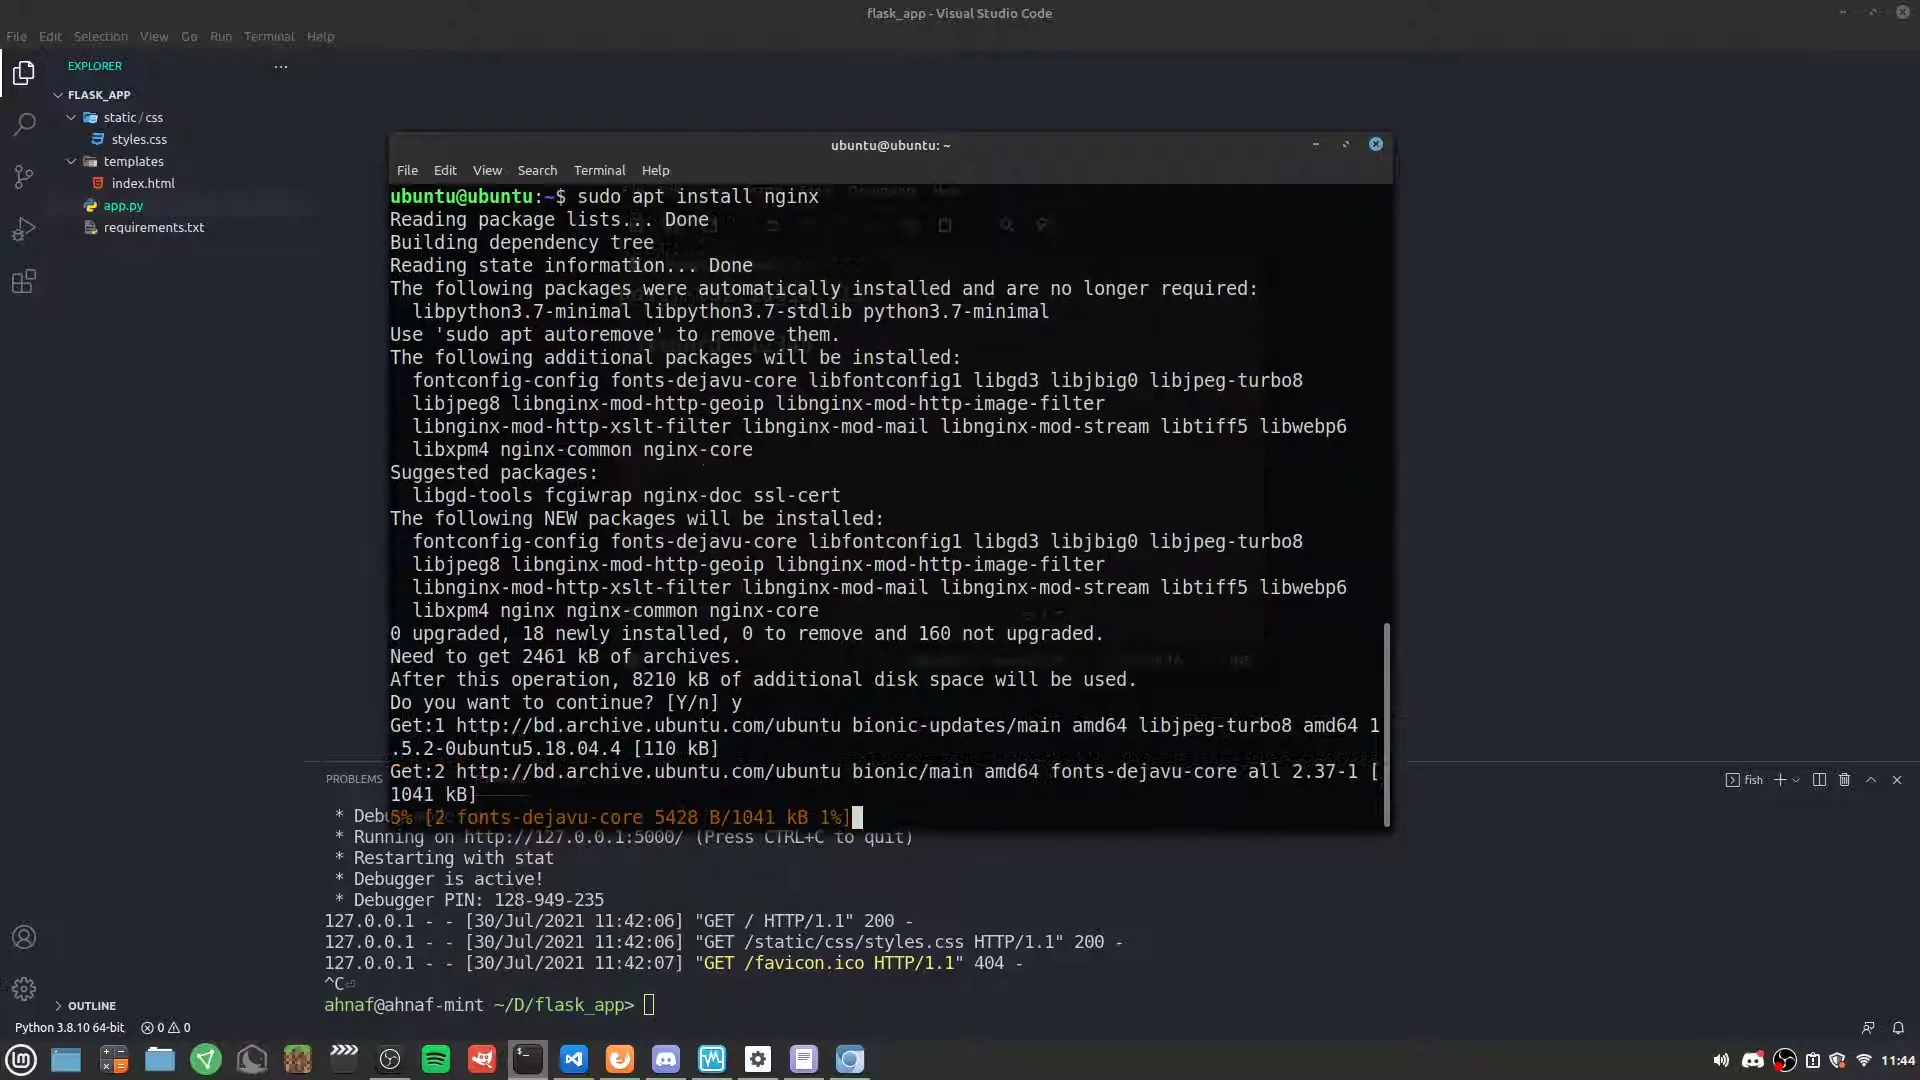 flask_app - Visual Studio Code
File Edit Selection View Go Run Terminal Help
EXPLORER
FLASK_APP
static / css
styles.css
templates
index.html
app.py
requirements.txt
ubuntu@ubuntu: ~
File Edit View Search Terminal Help
ubuntu@ubuntu:~$ sudo apt install nginx
Reading package lists... Done
Building dependency tree
Reading state information... Done
The following packages were automatically installed and are no longer required:
libpython3.7-minimal libpython3.7-stdlib python3.7-minimal
Use 'sudo apt autoremove' to remove them.
The following additional packages will be installed:
fontconfig-config fonts-dejavu-core libfontconfig1 libgd3 libjbig0 libjpeg-turbo8
libjpeg8 libnginx-mod-http-geoip libnginx-mod-http-image-filter
libnginx-mod-http-xslt-filter libnginx-mod-mail libnginx-mod-stream libtiff5 libwebp6
libxpm4 nginx-common nginx-core
Suggested packages:
libgd-tools fcgiwrap nginx-doc ssl-cert
The following NEW packages will be installed:
fontconfig-config fonts-dejavu-core libfontconfig1 libgd3 libjbig0 libjpeg-turbo8
libjpeg8 libnginx-mod-http-geoip libnginx-mod-http-image-filter
libnginx-mod-http-xslt-filter libnginx-mod-mail libnginx-mod-stream libtiff5 libwebp6
libxpm4 nginx nginx-common nginx-core
0 upgraded, 18 newly installed, 0 to remove and 160 not upgraded.
Need to get 2461 kB of archives.
After this operation, 8210 kB of additional disk space will be used.
Do you want to continue? [Y/n] y
Get:1 http://bd.archive.ubuntu.com/ubuntu bionic-updates/main amd64 libjpeg-turbo8 amd64 1
.5.2-0ubuntu5.18.04.4 [110 kB]
Get:2 http://bd.archive.ubuntu.com/ubuntu bionic/main amd64 fonts-dejavu-core all 2.37-1 [
1041 kB]
5% [2 fonts-dejavu-core 5428 B/1041 kB 1%]
PROBLEMS
fish
* Debu
* Running on http://127.0.0.1:5000/ (Press CTRL+C to quit)
* Restarting with stat
* Debugger is active!
* Debugger PIN: 128-949-235
127.0.0.1 - - [30/Jul/2021 11:42:06] "GET / HTTP/1.1" 200 -
127.0.0.1 - - [30/Jul/2021 11:42:06] "GET /static/css/styles.css HTTP/1.1" 200 -
127.0.0.1 - - [30/Jul/2021 11:42:07] "GET /favicon.ico HTTP/1.1" 404 -
^C⏎
ahnaf@ahnaf-mint ~/D/flask_app>
OUTLINE
Python 3.8.10 64-bit 0 0
11:44